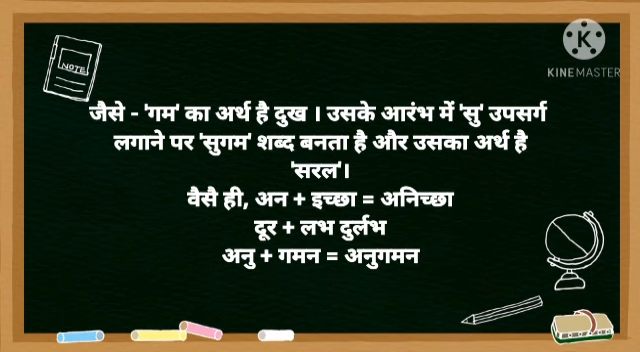 NOTE
K
KINEMASTER
जैसे - 'गम' का अर्थ है दुख । उसके आरंभ में 'सु' उपसर्ग
लगाने पर 'सुगम' शब्द बनता है और उसका अर्थ है
'सरल'।
वैसै ही, अन + इच्छा = अनिच्छा
दूर + लभ दुर्लभ
अनु + गमन = अनुगमन